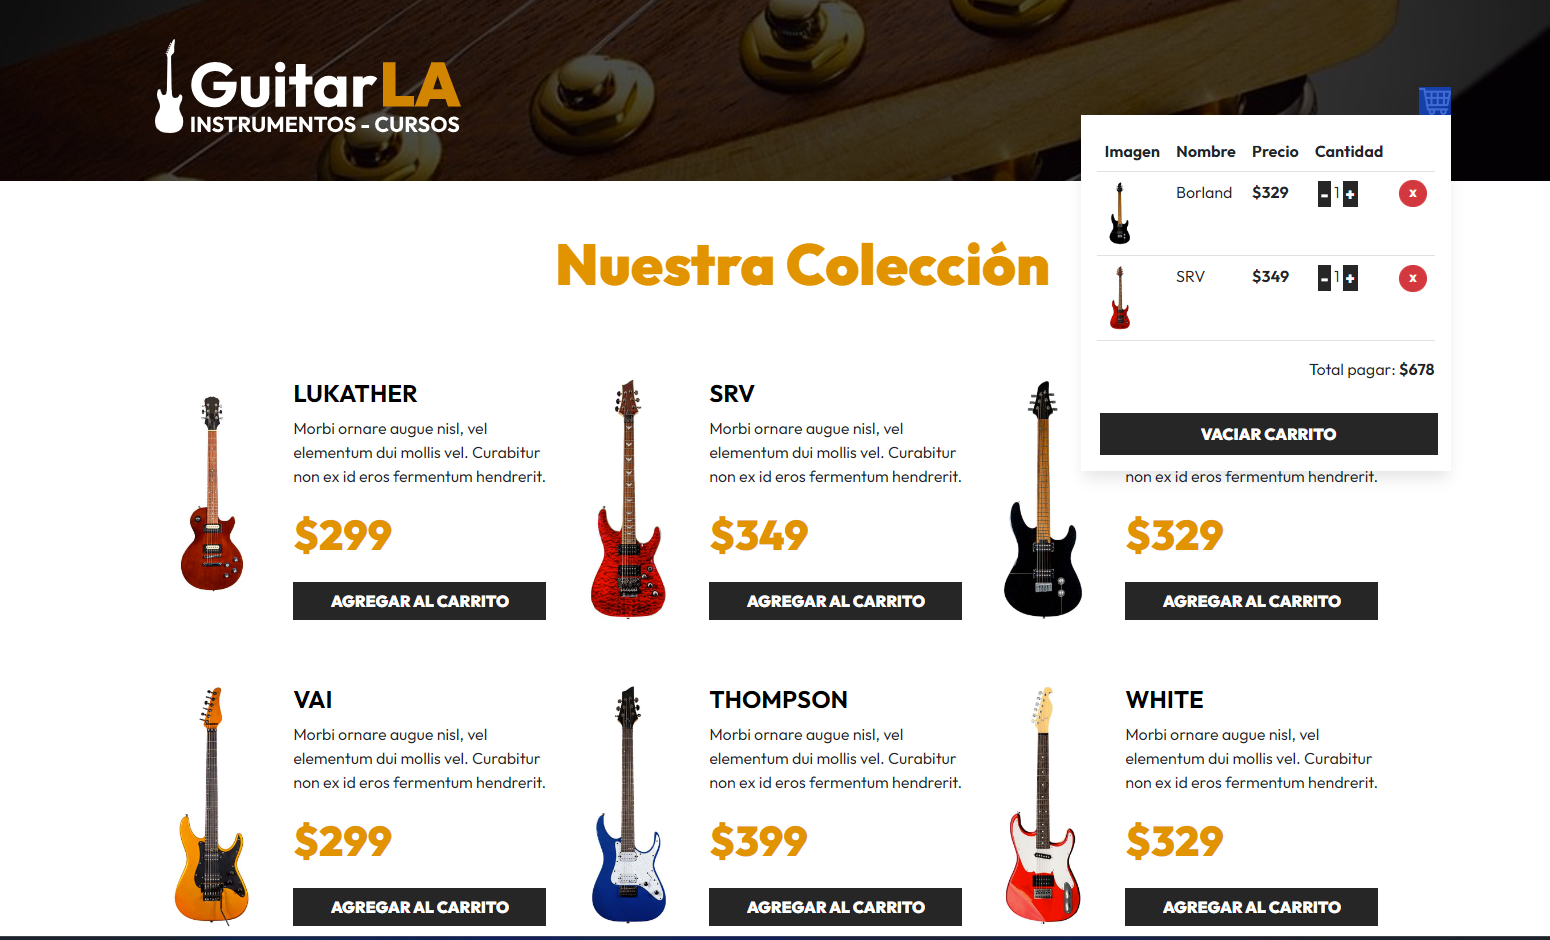 GuitarLA
INSTRUMENTOS - CURSOS
Imagen Nombre Precio Cantidad
Borland $329 - 1 + X
SRV $349 - 1 + X
Total pagar: $678
VACIAR CARRITO
Nuestra Colección
LUKATHER
Morbi ornare augue nisl, vel
elementum dui mollis vel. Curabitur
non ex id eros fermentum hendrerit.
$299
AGREGAR AL CARRITO
SRV
Morbi ornare augue nisl, vel
elementum dui mollis vel. Curabitur
non ex id eros fermentum hendrerit.
$349
AGREGAR AL CARRITO
non ex id eros fermentum hendrerit.
$329
AGREGAR AL CARRITO
VAI
Morbi ornare augue nisl, vel
elementum dui mollis vel. Curabitur
non ex id eros fermentum hendrerit.
$299
AGREGAR AL CARRITO
THOMPSON
Morbi ornare augue nisl, vel
elementum dui mollis vel. Curabitur
non ex id eros fermentum hendrerit.
$399
AGREGAR AL CARRITO
WHITE
Morbi ornare augue nisl, vel
elementum dui mollis vel. Curabitur
non ex id eros fermentum hendrerit.
$329
AGREGAR AL CARRITO